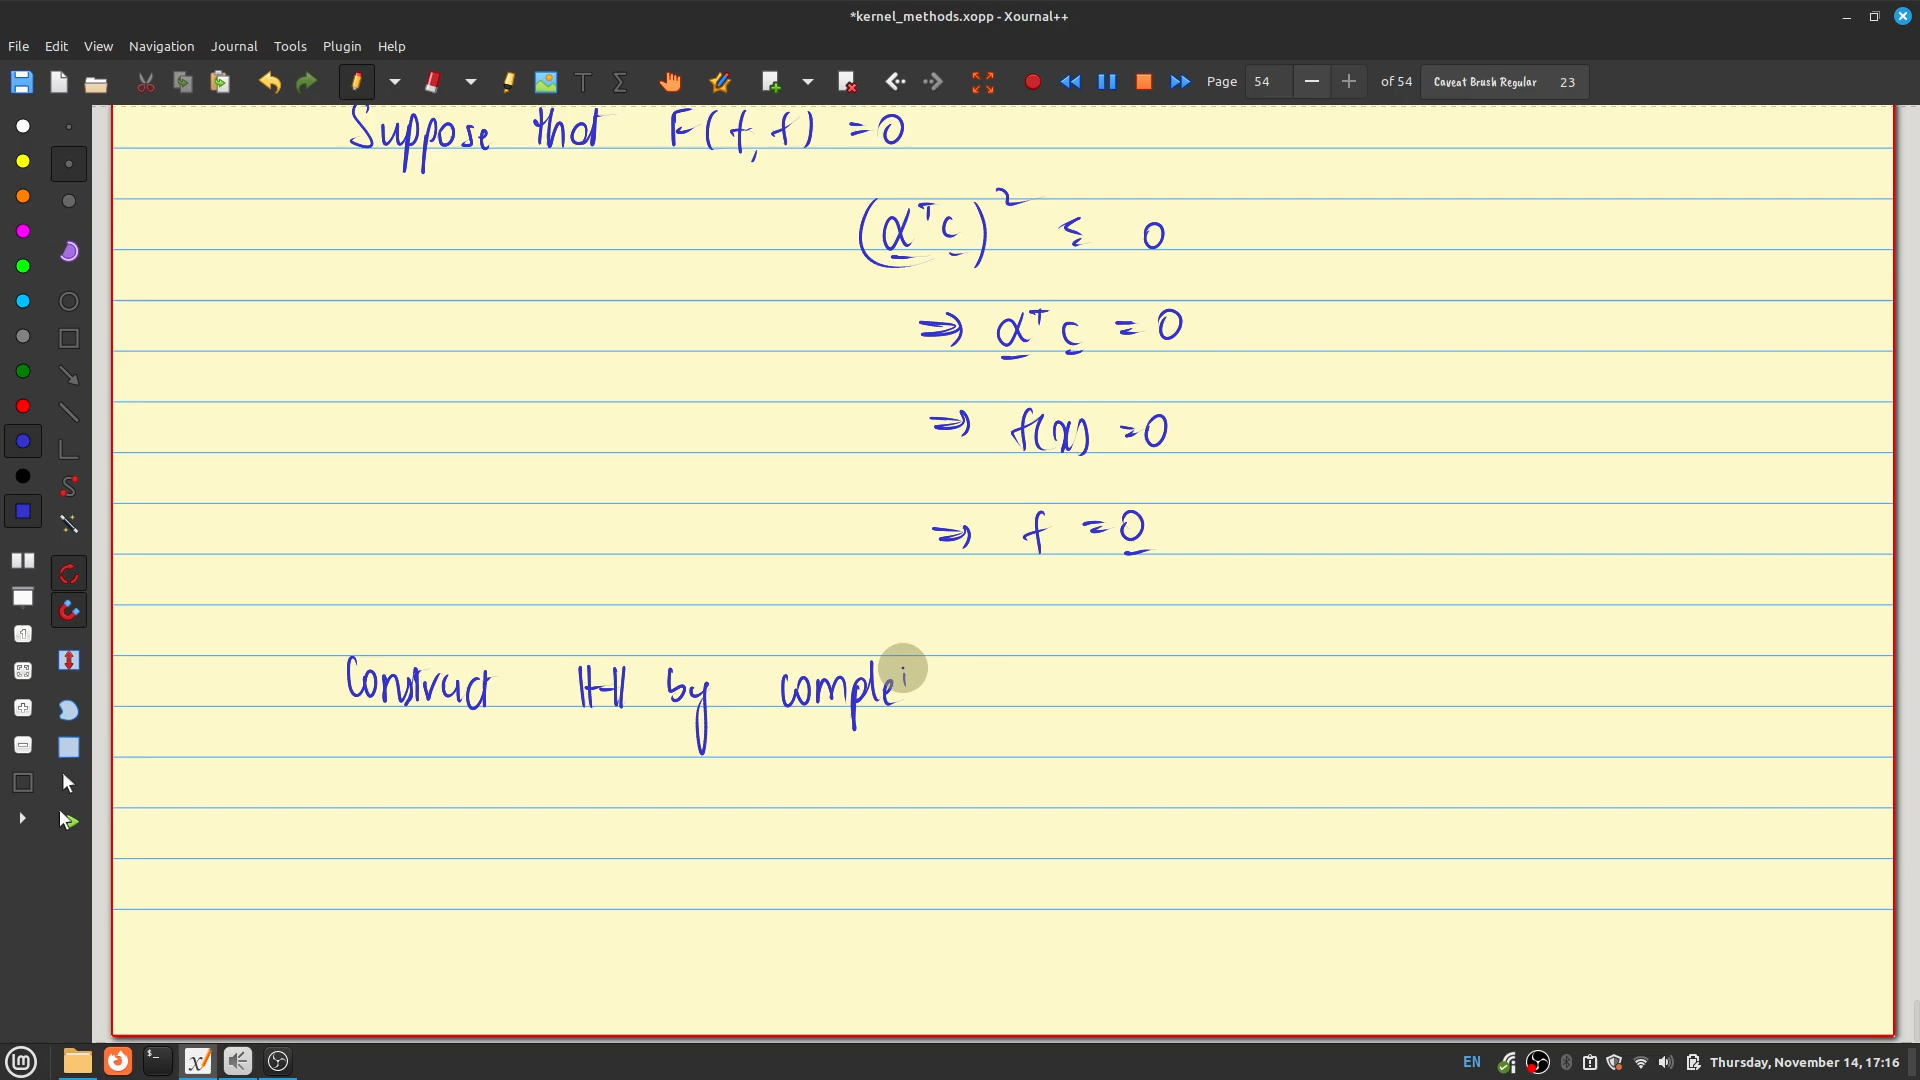 *kernel_methods.xopp - Xournal++
File Edit View Navigation Journal Tools Plugin Help
Page 54 of 54 Caveat Brush Regular 23
Suppose that F(f, f) = 0
(α^T c)^2 ≤ 0
⇒ α^T c = 0
⇒ f(x) = 0
⇒ f = 0
Construct H by comple
EN Thursday, November 14, 17:16